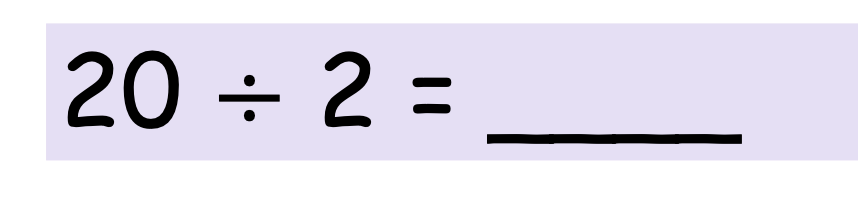 20 ÷ 2 = ____